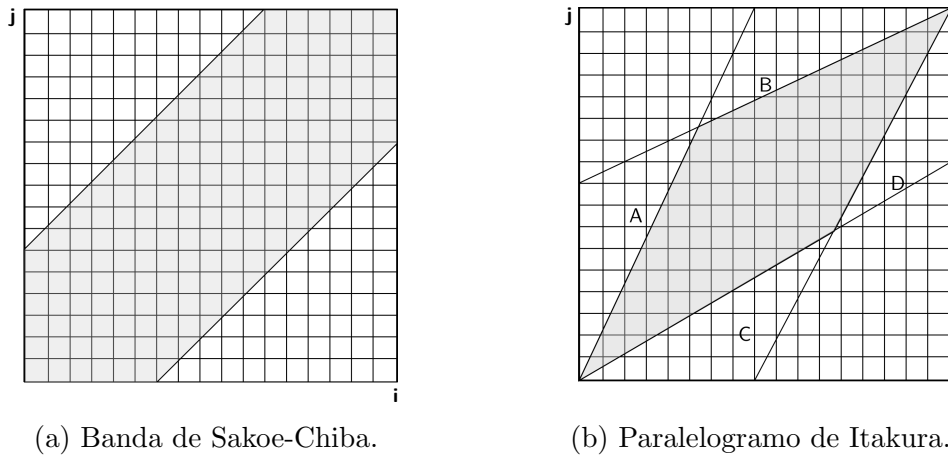 j
i
(a) Banda de Sakoe-Chiba.
j
B
A
D
C
(b) Paralelogramo de Itakura.